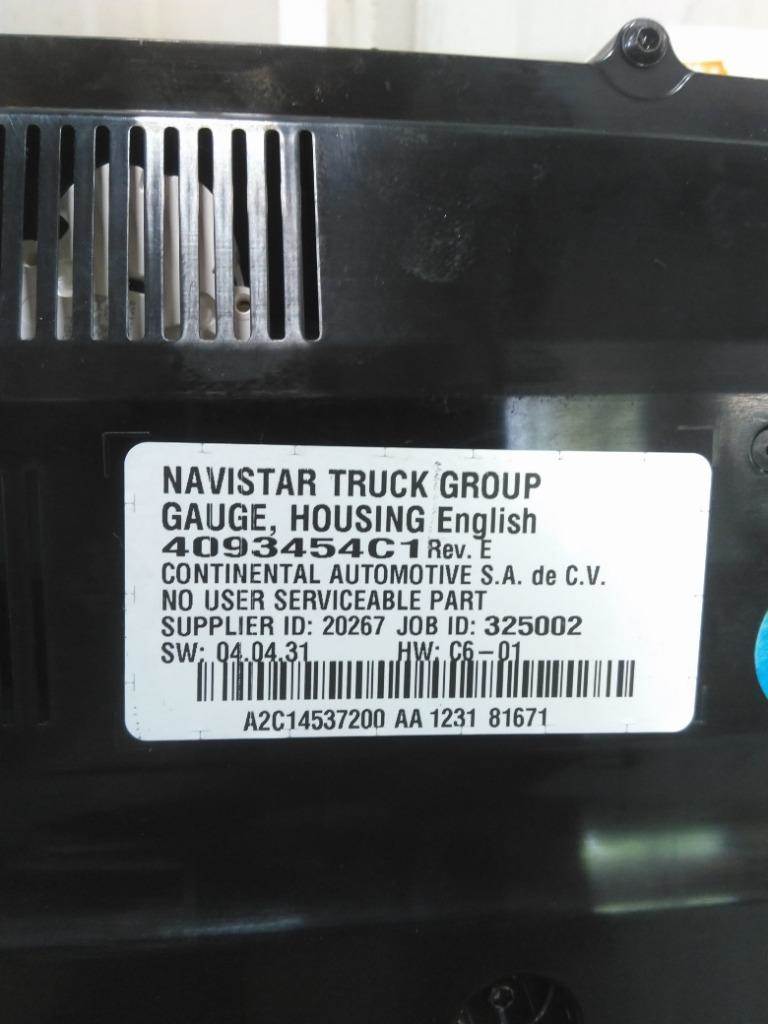 NAVISTAR TRUCK GROUP
GAUGE, HOUSING English
4093454C1 Rev. E
CONTINENTAL AUTOMOTIVE S.A. de C.V.
NO USER SERVICEABLE PART
SUPPLIER ID: 20267 JOB ID: 325002
SW: 04.04.31 HW: C6-01
A2C14537200 AA 1231 81671